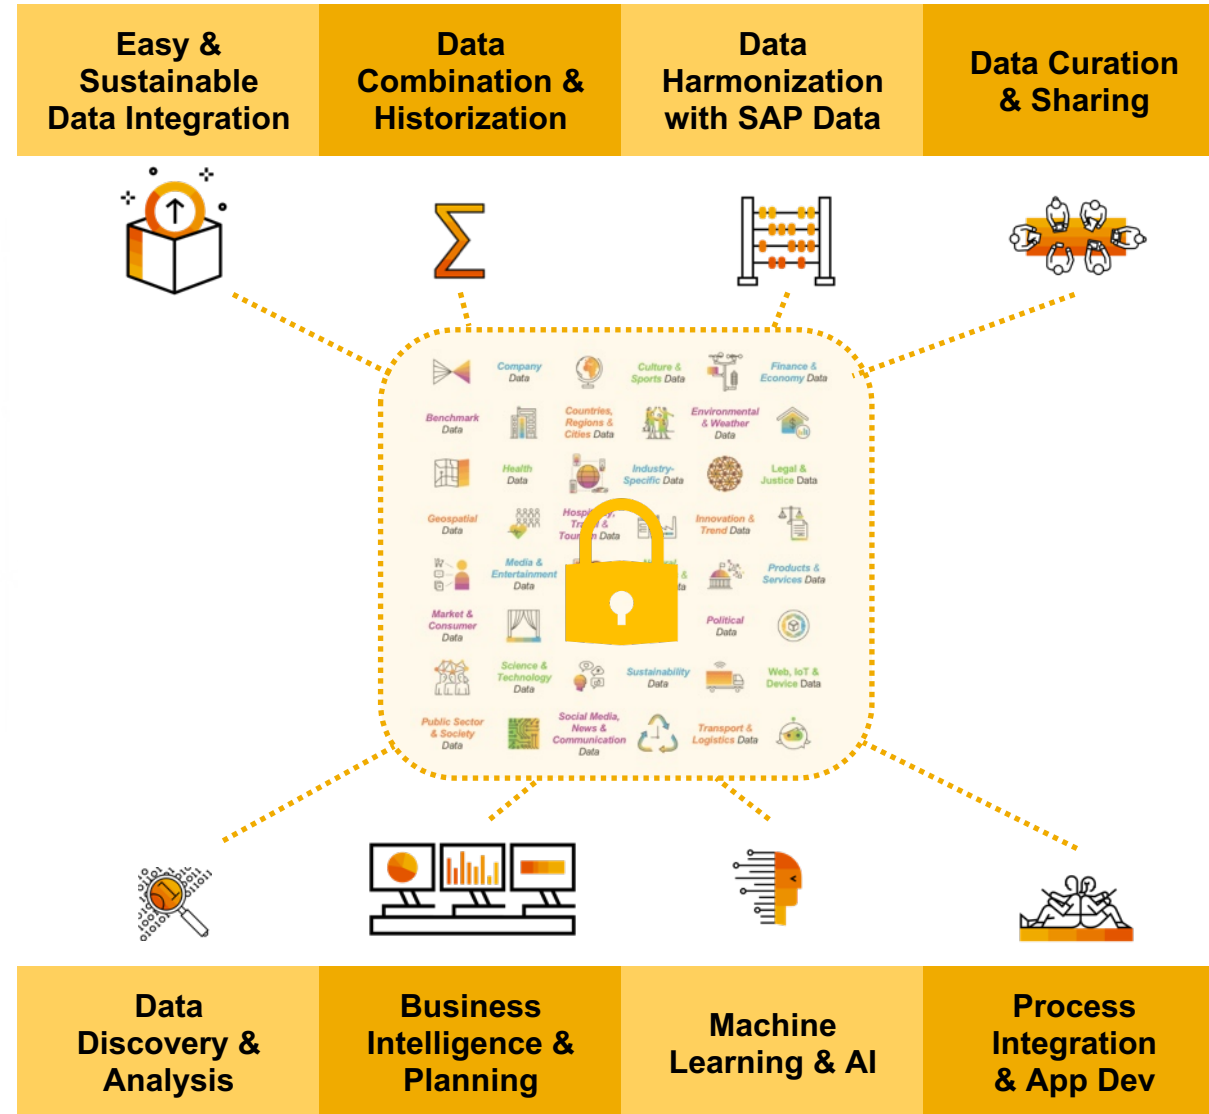 Easy &
Sustainable
Data Integration
Data
Combination &
Historization
Data
Harmonization
with SAP Data
Data Curation
& Sharing
Company
Data
Culture &
Sports Data
Finance &
Economy Data
Benchmark
Data
Countries,
Regions &
Cities Data
Environmental
& Weather
Data
Health
Data
Industry-
Specific Data
Legal &
Justice Data
Geospatial
Data
&
Data
Innovation &
Trend Data
Media &
Entertainment
Data
&
Products &
Services Data
Market &
Consumer
Data
Political
Data
Science &
Technology
Data
Sustainability
Data
Web, IoT &
Device Data
Public Sector
& Society
Data
Social Media,
News &
Communication
Data
Transport &
Logistics Data
Data
Discovery &
Analysis
Business
Intelligence &
Planning
Machine
Learning & AI
Process
Integration
& App Dev